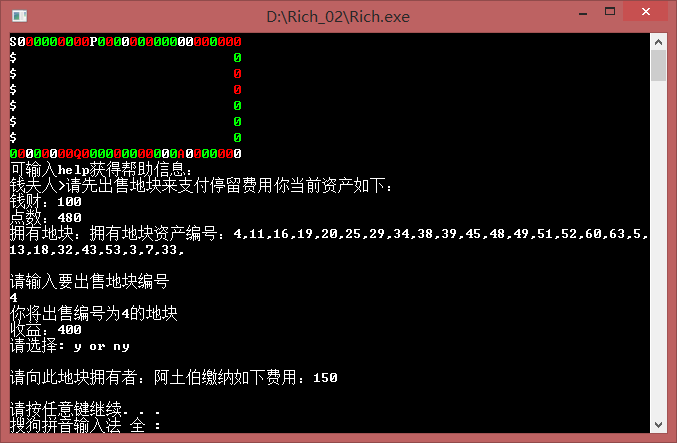 D:\Rich_02\Rich.exe
S000000000P000000000000000000
$                           0
$                           0
$                           0
$                           0
$                           0
$                           0
00000000Q000000000000A0000000
可输入help获得帮助信息：
钱夫人>请先出售地块来支付停留费用你当前资产如下：
钱财：100
点数：480
拥有地块：拥有地块资产编号：4,11,16,19,20,25,29,34,38,39,45,48,49,51,52,60,63,5,
13,18,32,43,53,3,7,33,
请输入要出售地块编号
4
你将出售编号为4的地块
收益：400
请选择: y or ny
请向此地块拥有者：阿土伯缴纳如下费用：150
请按任意键继续. . .
搜狗拼音输入法 全 :